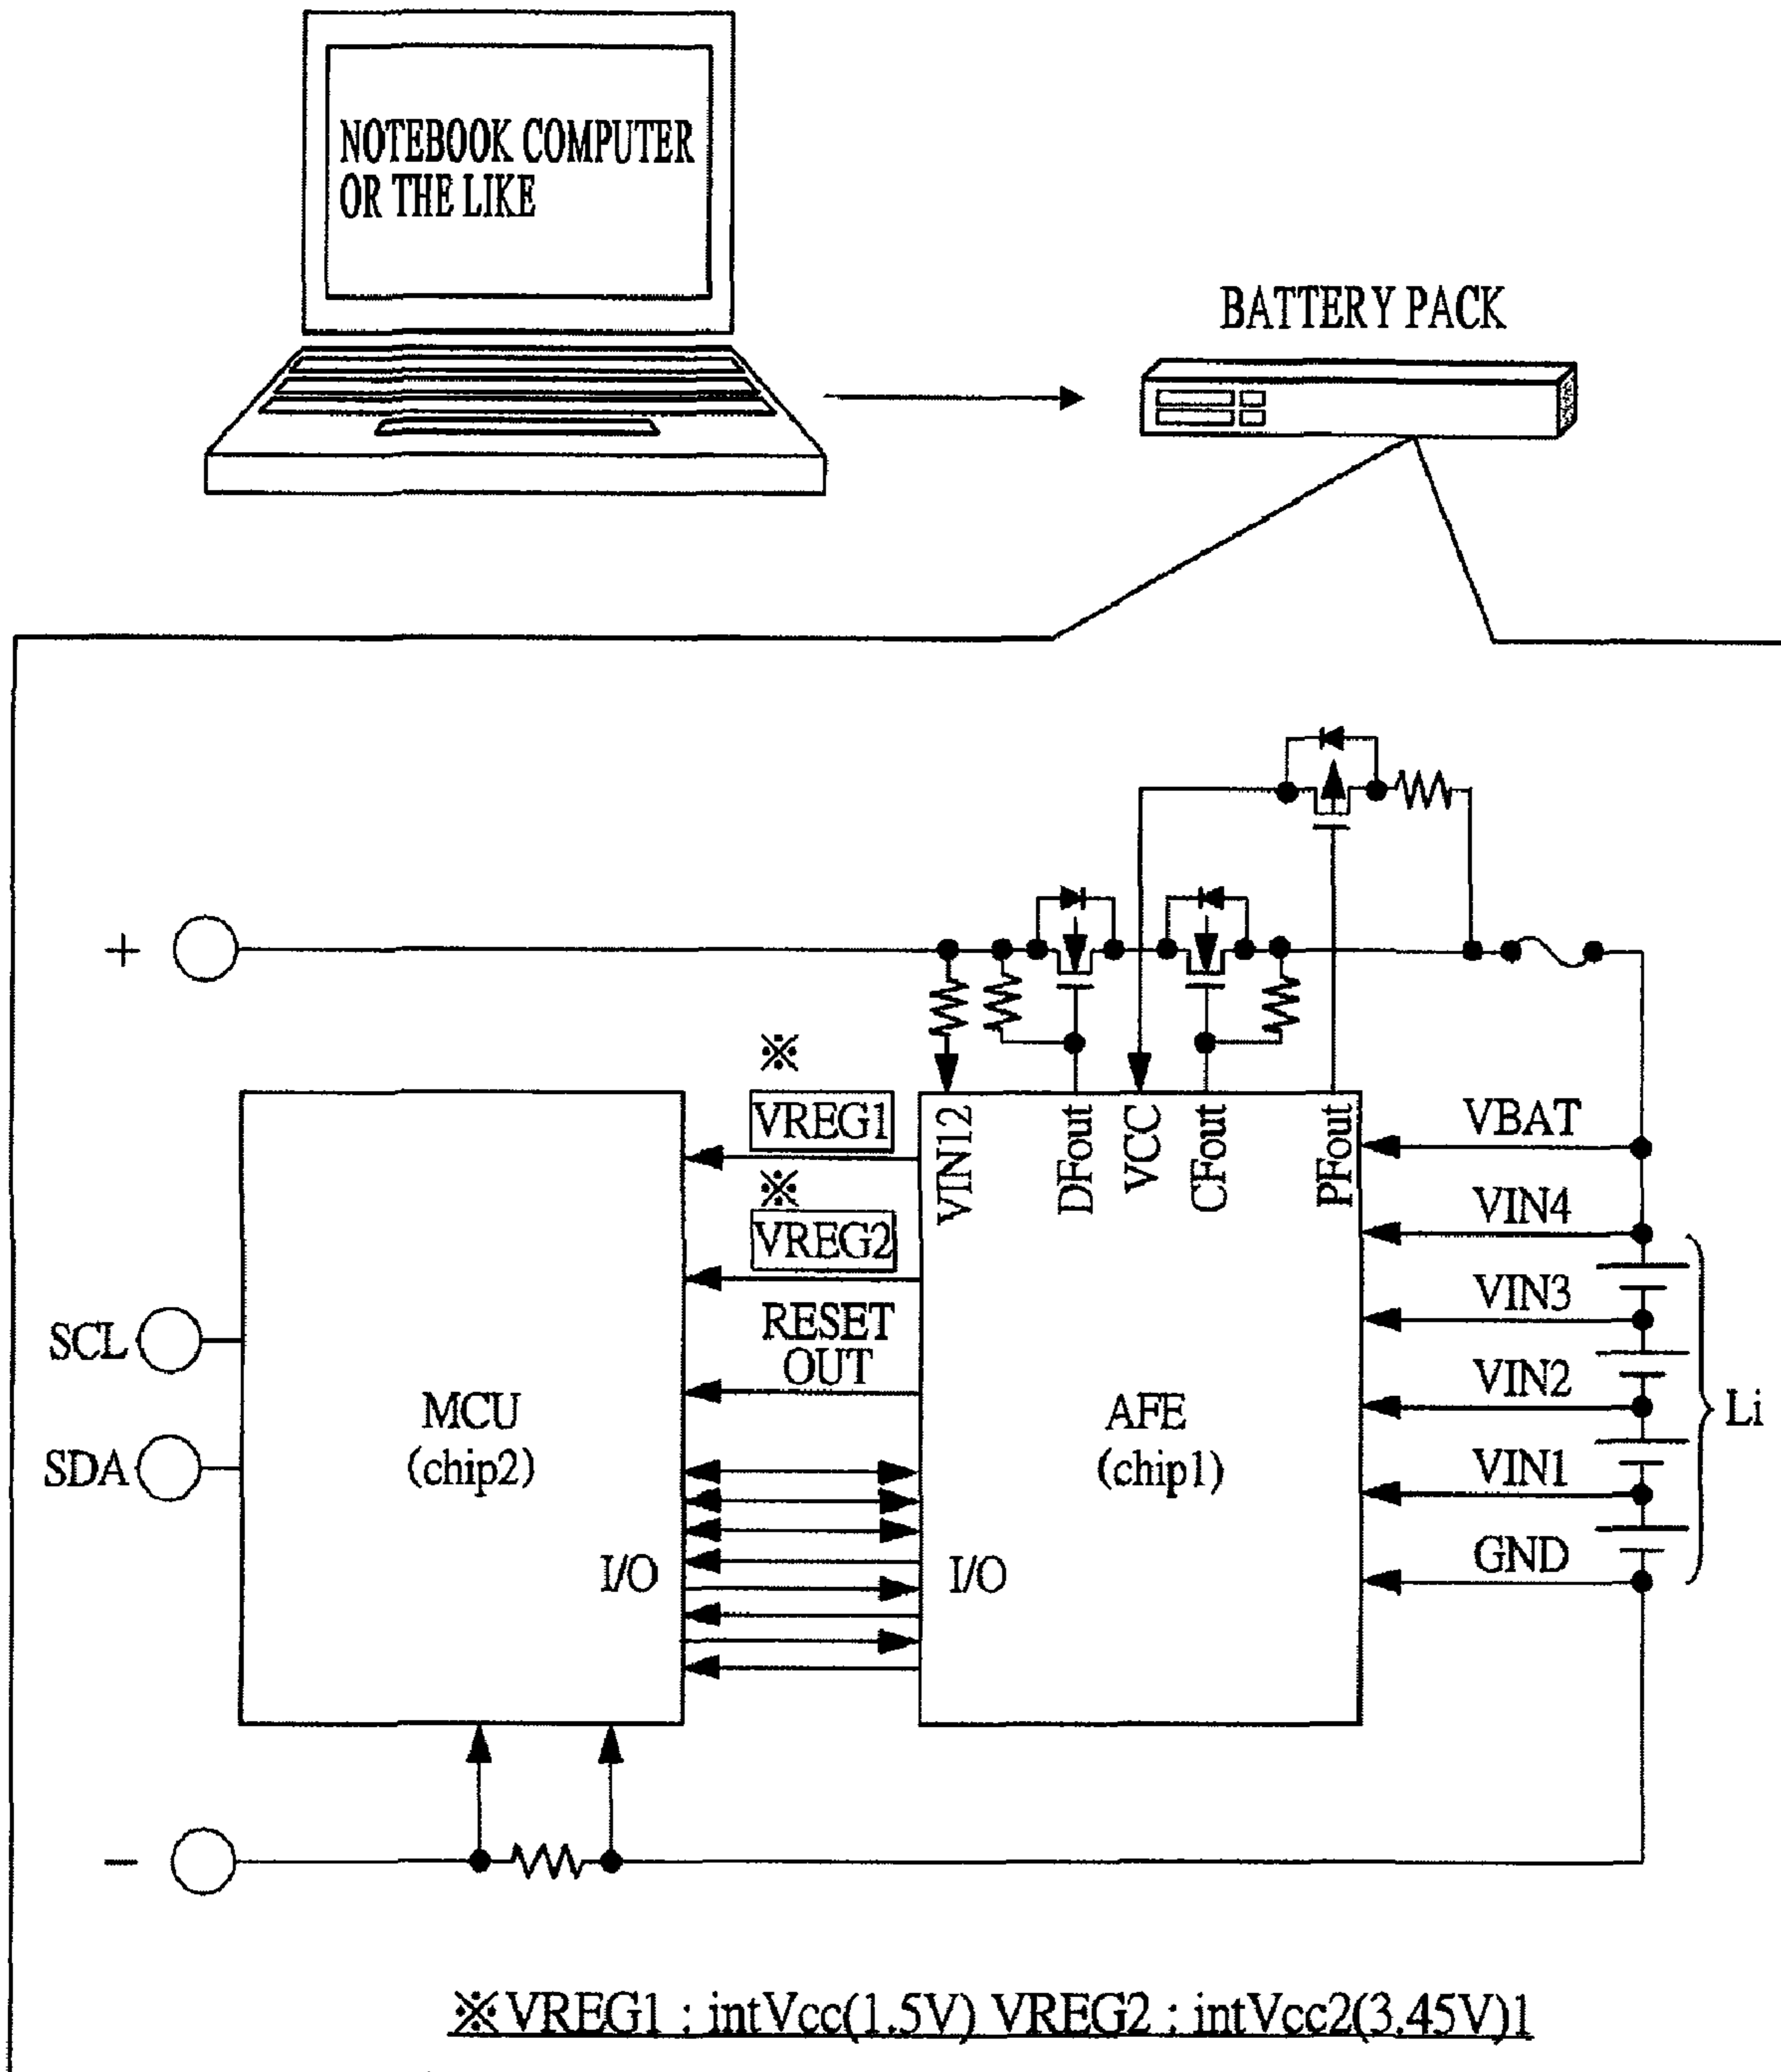 NOTEBOOK COMPUTER
OR THE LIKE
BATTERY PACK
+
※
VREG1
※
VREG2
RESET
OUT
VIN12
DFout
VCC
CFout
PFout
VBAT
VIN4
VIN3
VIN2
VIN1
GND
Li
SCL
SDA
MCU
(chip2)
AFE
(chip1)
I/O
I/O
−
※VREG1 : intVcc(1.5V) VREG2 : intVcc2(3.45V)1